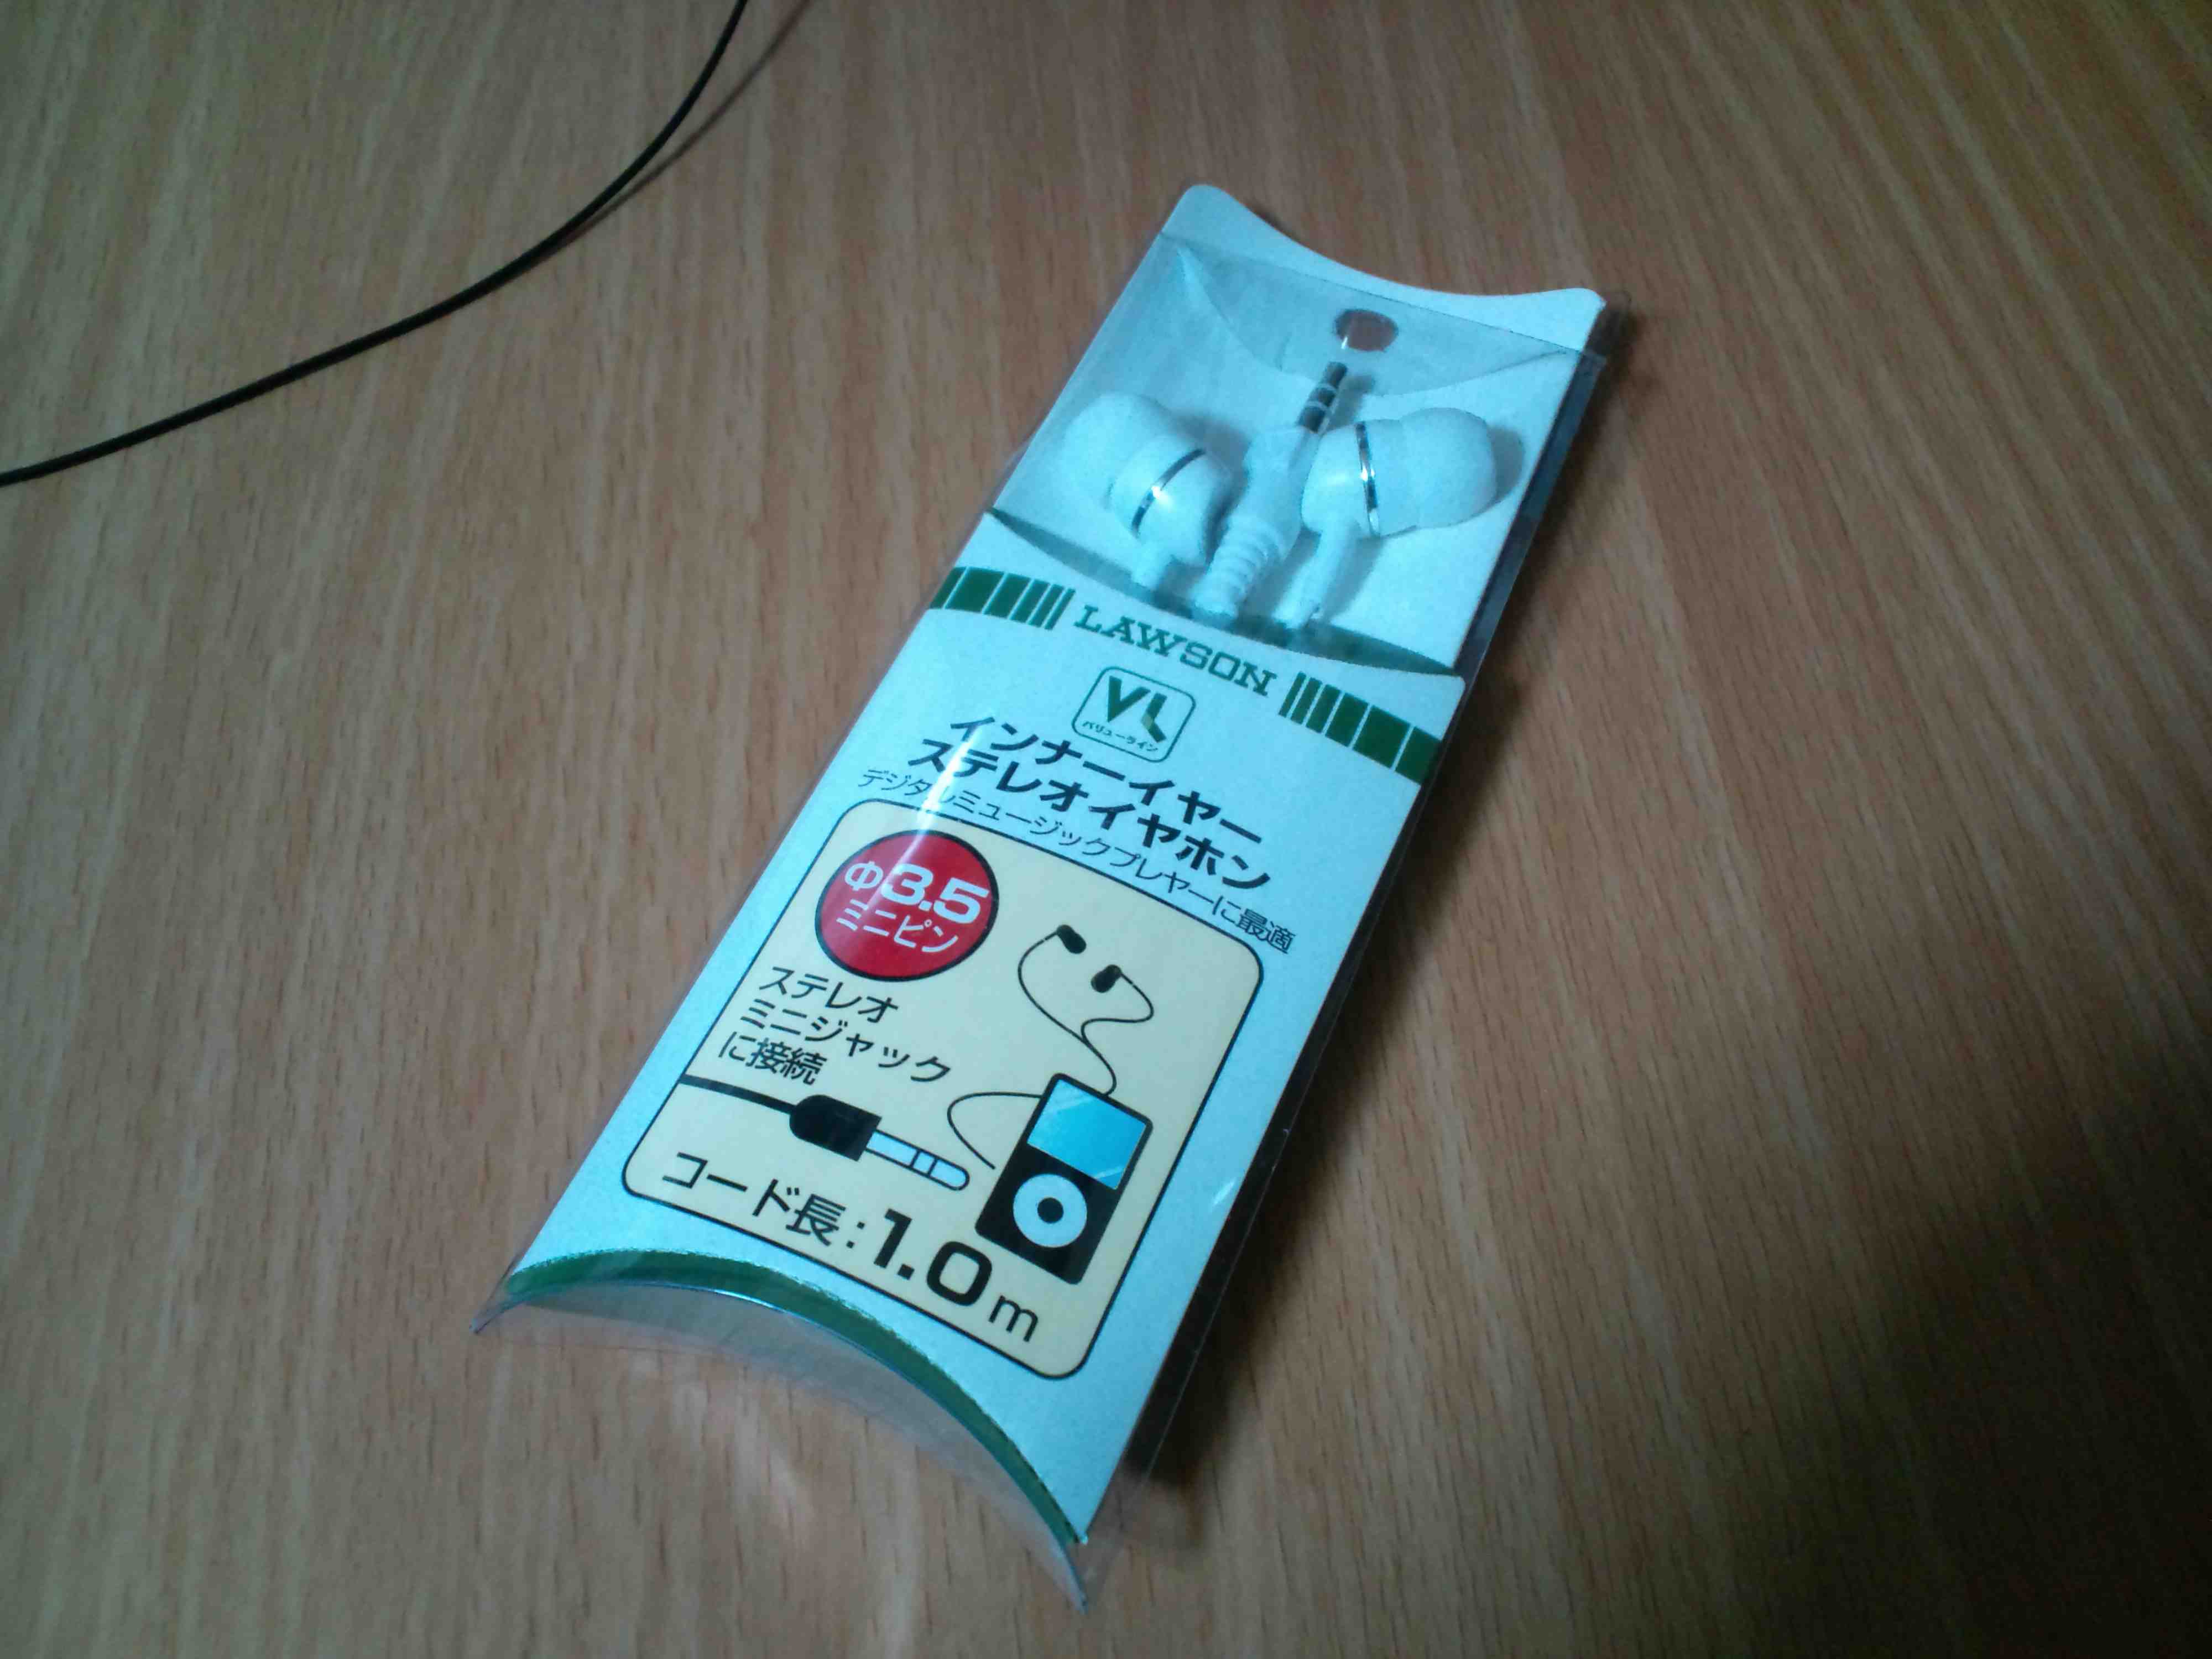 LAWSON
VL
バリューライン
インナーイヤー
ステレオイヤホン
デジタルミュージックプレヤーに最適
Φ3.5
ミニピン
ステレオ
ミニジャック
に接続
コード長:1.0m